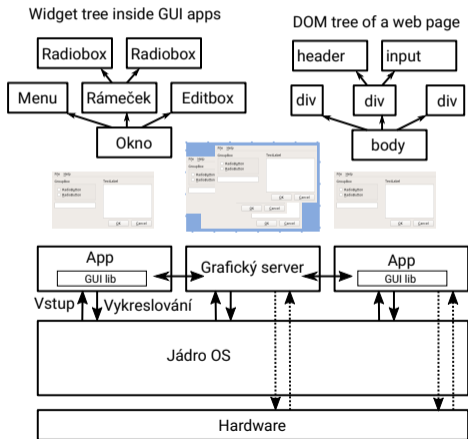 Widget tree inside GUI apps
DOM tree of a web page
Radiobox Radiobox
header input
Menu Rámeček Editbox
div div div
Okno
body
App Grafický server App
GUI lib GUI lib
Vstup Vykreslování
Jádro OS
Hardware